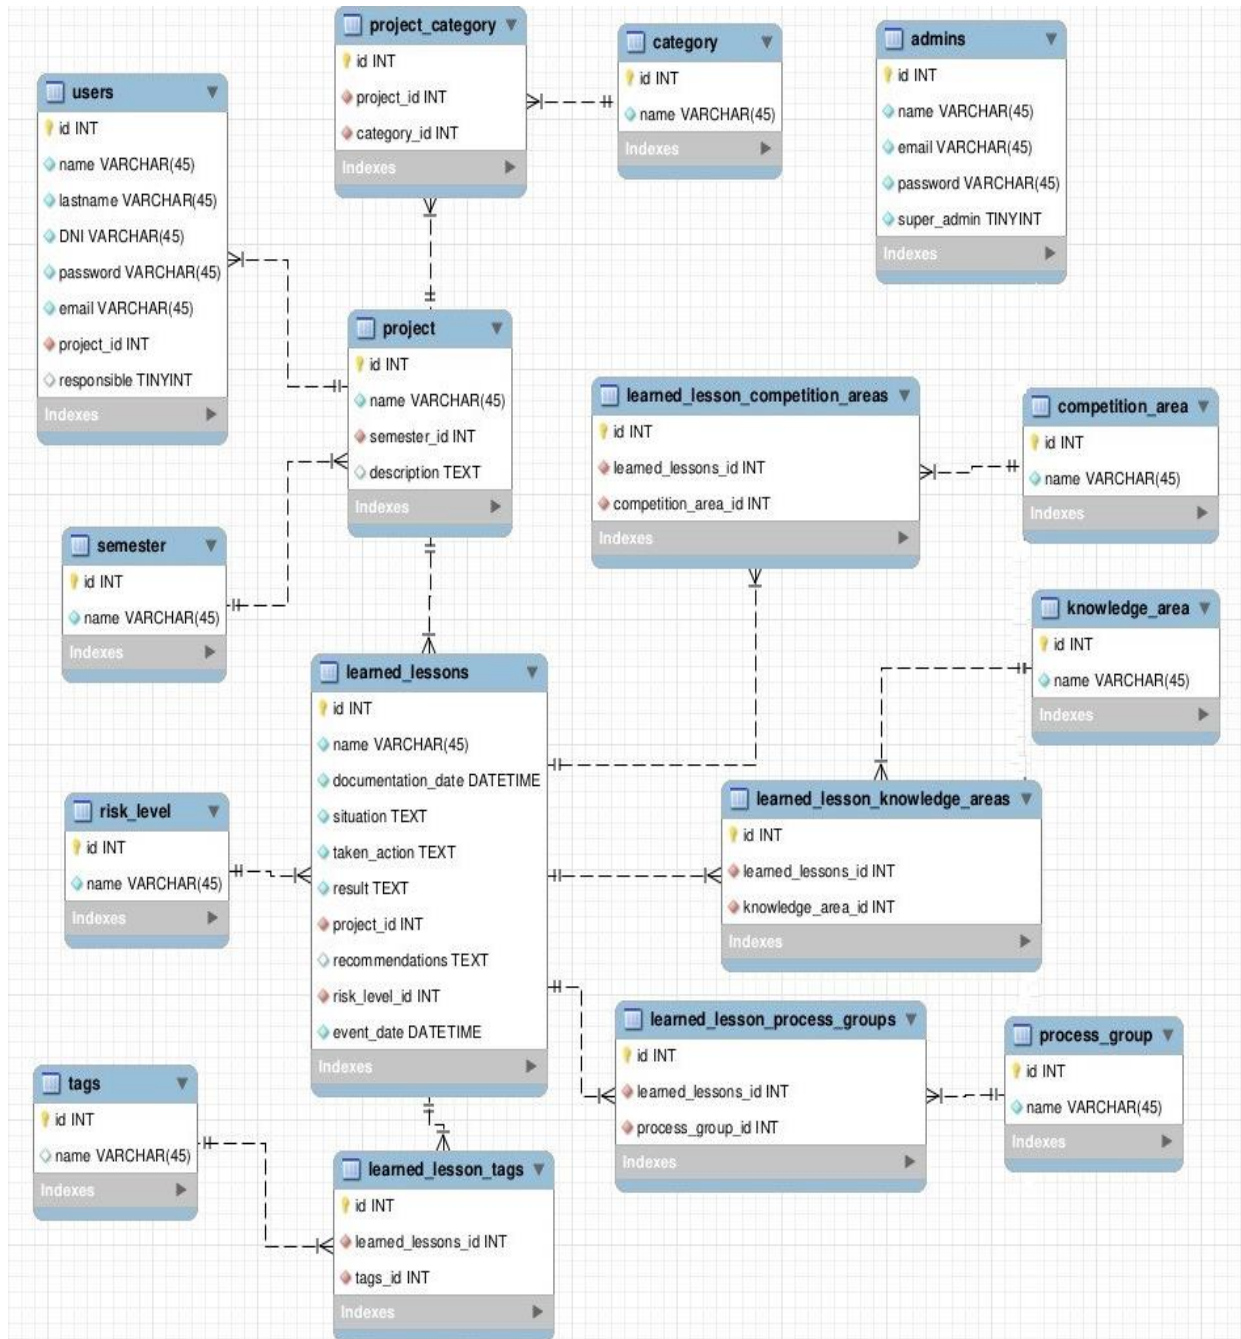 project_category
id INT
project_id INT
category_id INT
Indexes
category
id INT
name VARCHAR(45)
Indexes
admins
id INT
name VARCHAR(45)
email VARCHAR(45)
password VARCHAR(45)
super_admin TINYINT
Indexes
users
id INT
name VARCHAR(45)
lastname VARCHAR(45)
DNI VARCHAR(45)
password VARCHAR(45)
email VARCHAR(45)
project_id INT
responsible TINYINT
Indexes
project
id INT
name VARCHAR(45)
semester_id INT
description TEXT
Indexes
learned_lesson_competition_areas
id INT
learned_lessons_id INT
competition_area_id INT
Indexes
competition_area
id INT
name VARCHAR(45)
Indexes
semester
id INT
name VARCHAR(45)
Indexes
knowledge_area
id INT
name VARCHAR(45)
Indexes
learned_lessons
id INT
name VARCHAR(45)
documentation_date DATETIME
situation TEXT
taken_action TEXT
result TEXT
project_id INT
recommendations TEXT
risk_level_id INT
event_date DATETIME
Indexes
risk_level
id INT
name VARCHAR(45)
Indexes
learned_lesson_knowledge_areas
id INT
learned_lessons_id INT
knowledge_area_id INT
Indexes
learned_lesson_process_groups
id INT
learned_lessons_id INT
process_group_id INT
Indexes
process_group
id INT
name VARCHAR(45)
Indexes
tags
id INT
name VARCHAR(45)
Indexes
learned_lesson_tags
id INT
learned_lessons_id INT
tags_id INT
Indexes